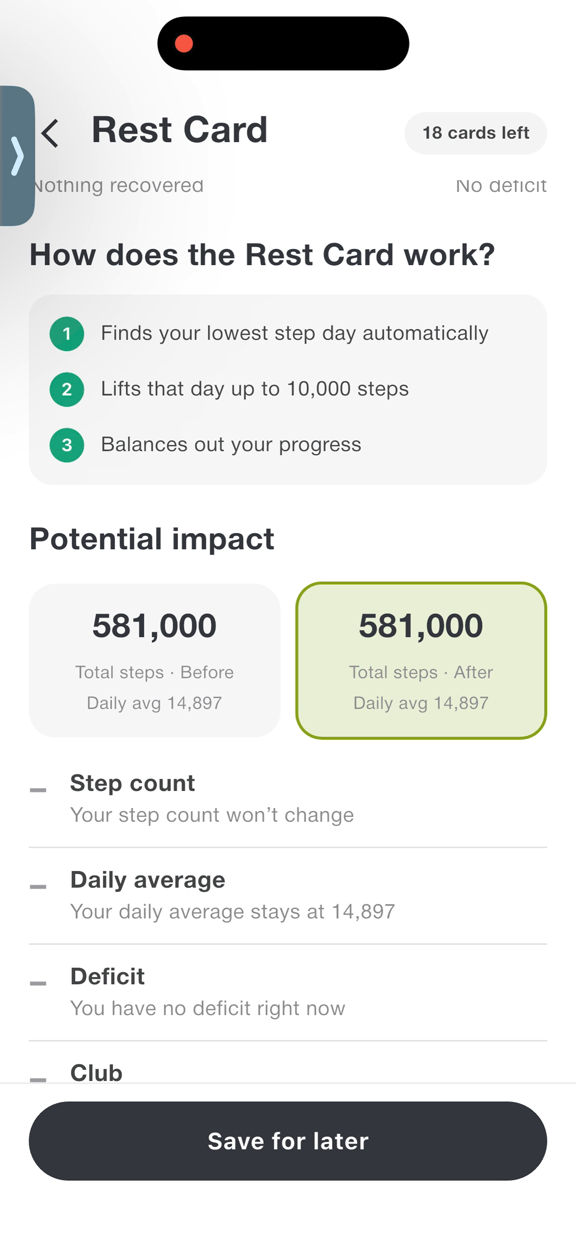 Rest Card
18 cards left
Nothing recovered
No deficit
How does the Rest Card work?
1 Finds your lowest step day automatically
2 Lifts that day up to 10,000 steps
3 Balances out your progress
Potential impact
581,000
Total steps · Before
Daily avg 14,897
581,000
Total steps · After
Daily avg 14,897
Step count
Your step count won’t change
Daily average
Your daily average stays at 14,897
Deficit
You have no deficit right now
Club
Save for later